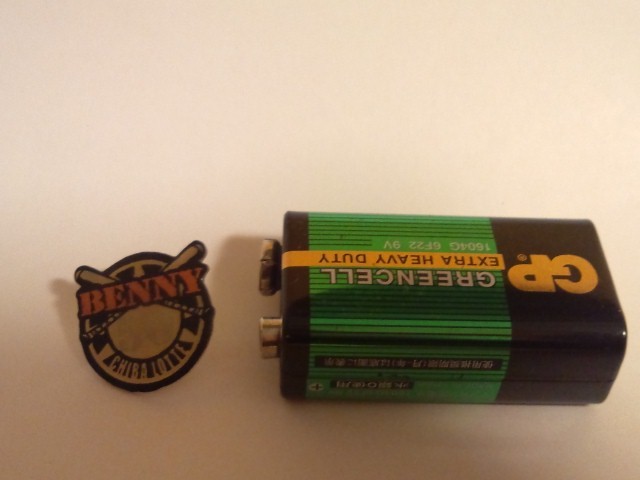 BENNY
CHIBA LOTTE
GP
GREENCELL
EXTRA HEAVY DUTY
1604G 6F22 9V